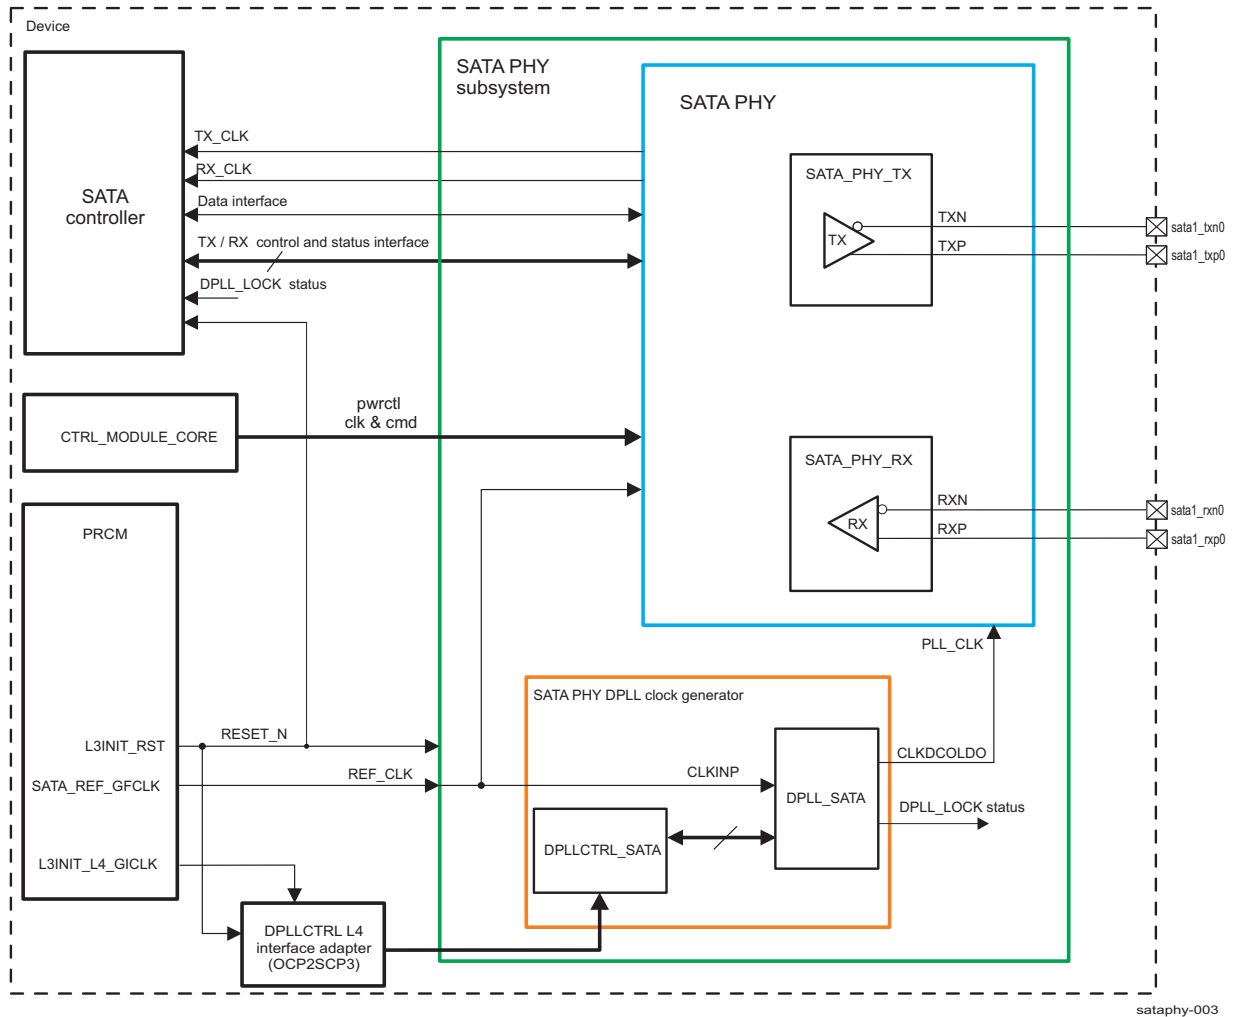 Device
SATA PHY
subsystem
SATA PHY
TX_CLK
RX_CLK
SATA
controller
Data interface
TX / RX control and status interface
DPLL_LOCK status
SATA_PHY_TX
TX
TXN
TXP
sata1_txn0
sata1_txp0
pwrctl
clk & cmd
CTRL_MODULE_CORE
SATA_PHY_RX
RX
RXN
RXP
sata1_rxn0
sata1_rxp0
PRCM
PLL_CLK
SATA PHY DPLL clock generator
L3INIT_RST
RESET_N
SATA_REF_GFCLK
REF_CLK
CLKINP
CLKDCOLDO
DPLL_SATA
DPLL_LOCK status
DPLLCTRL_SATA
L3INIT_L4_GICLK
DPLLCTRL L4
interface adapter
(OCP2SCP3)
sataphy-003